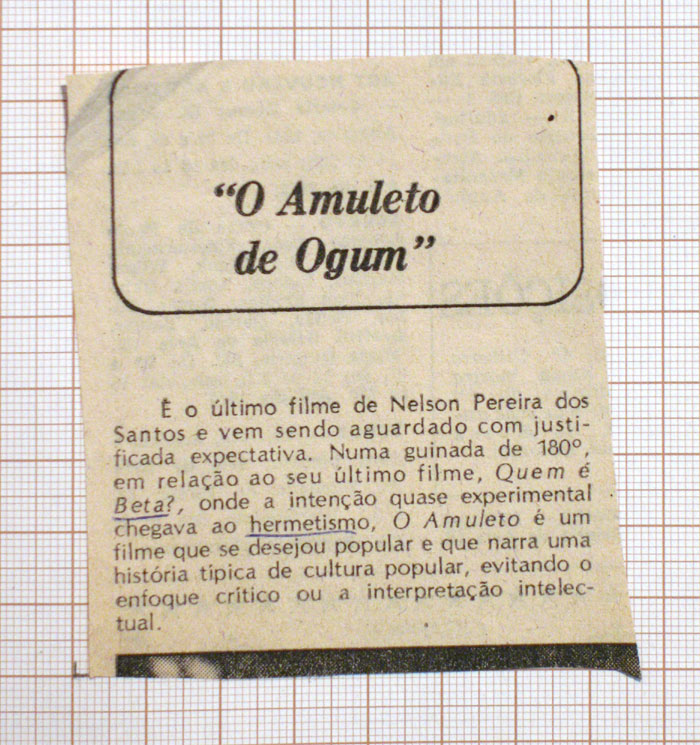 “O Amuleto
de Ogum”
É o último filme de Nelson Pereira dos
Santos e vem sendo aguardado com justi-
ficada expectativa. Numa guinada de 180º,
em relação ao seu último filme, Quem é
Beta?, onde a intenção quase experimental
chegava ao hermetismo, O Amuleto é um
filme que se desejou popular e que narra uma
história típica de cultura popular, evitando o
enfoque crítico ou a interpretação intelec-
tual.